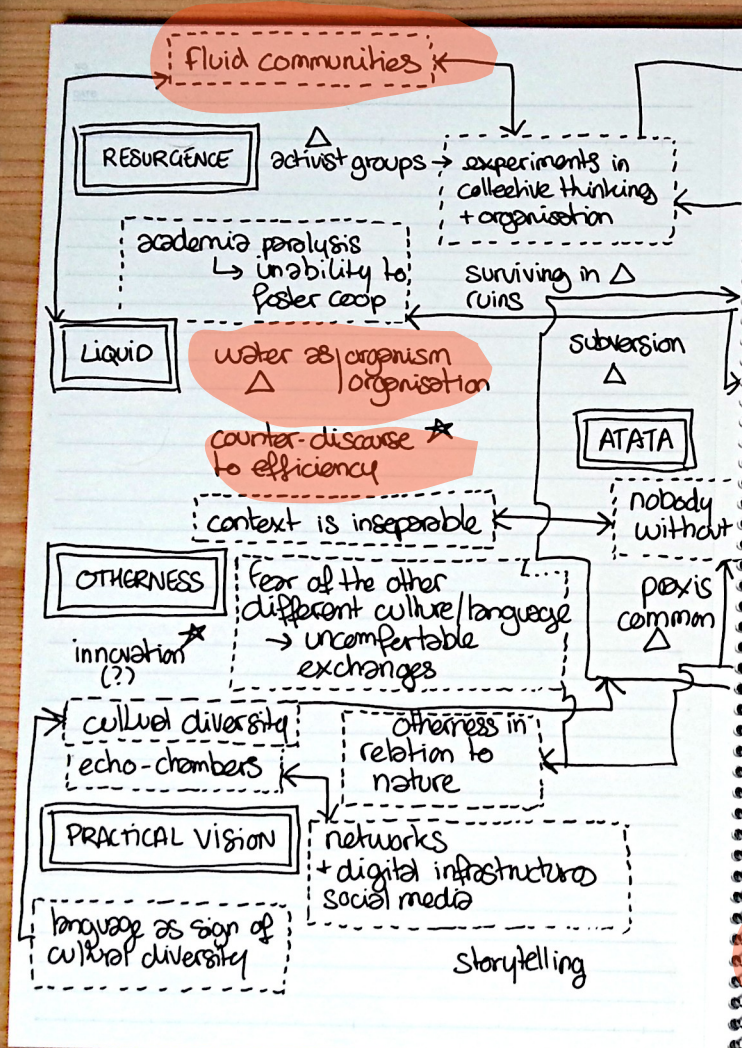 fluid communities
RESURGENCE
activist groups →
experiments in
collective thinking
+ organisation
academia paralysis
↳ inability to
foster coop
surviving in
ruins
LIQUID
water as / organism
/ organisation
subversion
counter-discourse
to efficiency
ATATA
context is inseparable
nobody
without
OTHERNESS
fear of the other
different culture/language
→ uncomfertable
exchanges
praxis
common
innovation
(?)
cultural diversity
otherness in
relation to
nature
echo-chambers
PRACTICAL VISION
networks
+ digital infrastructures
social media
language as sign of
cultural diversity
storytelling